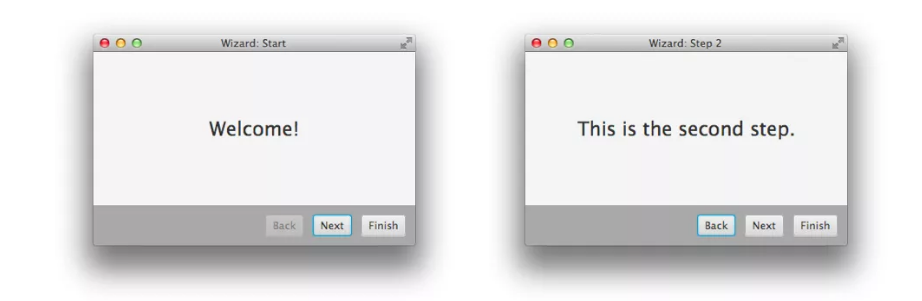 Wizard: Start
Welcome!
Back Next Finish
Wizard: Step 2
This is the second step.
Back Next Finish